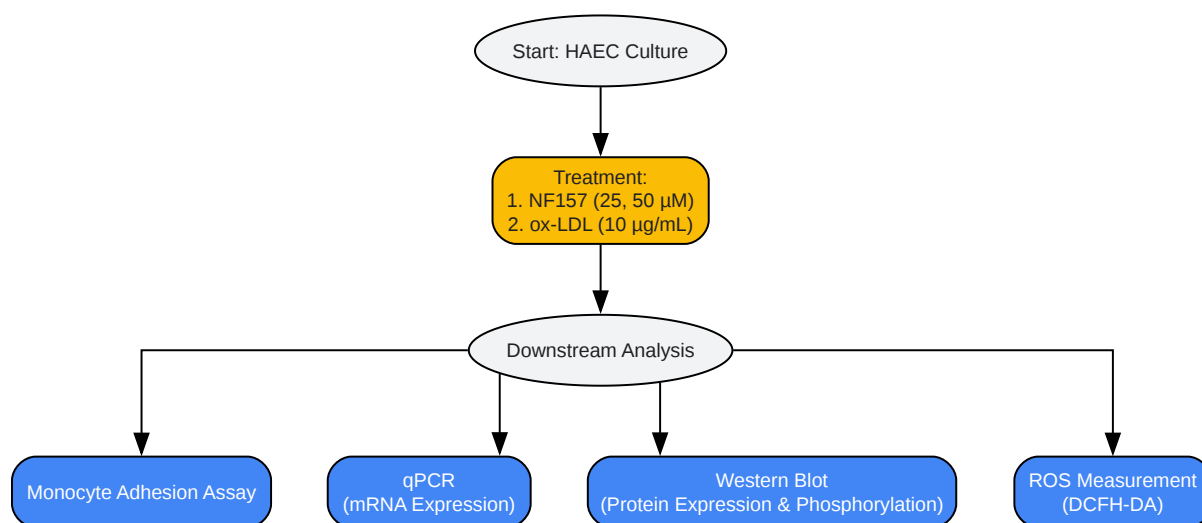 Start: HAEC Culture
Treatment:
1. NF157 (25, 50 µM)
2. ox-LDL (10 µg/mL)
Downstream Analysis
Monocyte Adhesion Assay
qPCR
(mRNA Expression)
Western Blot
(Protein Expression & Phosphorylation)
ROS Measurement
(DCFH-DA)